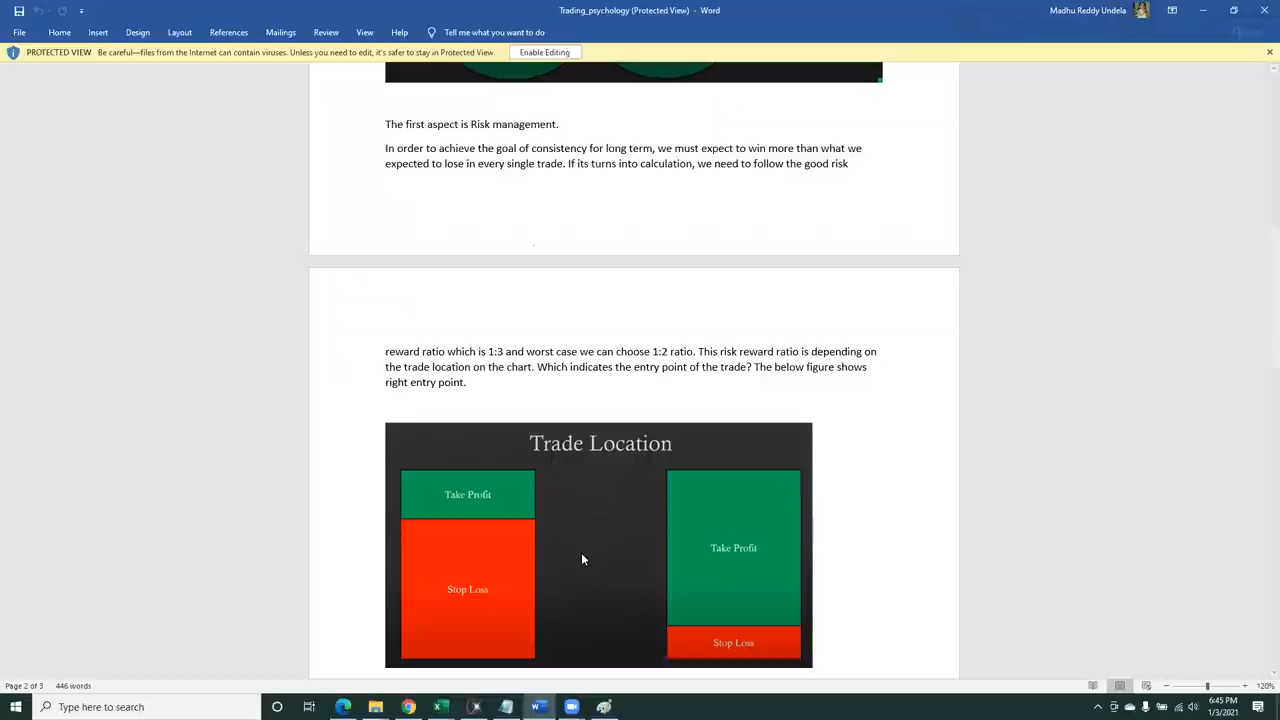 Trading_psychology (Protected View) - Word
Madhu Reddy Undela
File Home Insert Design Layout References Mailings Review View Help Tell me what you want to do
PROTECTED VIEW Be careful—files from the Internet can contain viruses. Unless you need to edit, it's safer to stay in Protected View. Enable Editing
The first aspect is Risk management.
In order to achieve the goal of consistency for long term, we must expect to win more than what we
expected to lose in every single trade. If its turns into calculation, we need to follow the good risk
reward ratio which is 1:3 and worst case we can choose 1:2 ratio. This risk reward ratio is depending on
the trade location on the chart. Which indicates the entry point of the trade? The below figure shows
right entry point.
Trade Location
Take Profit
Stop Loss
Take Profit
Stop Loss
Page 2 of 3 446 words
120%
Type here to search
6:45 PM
1/3/2021